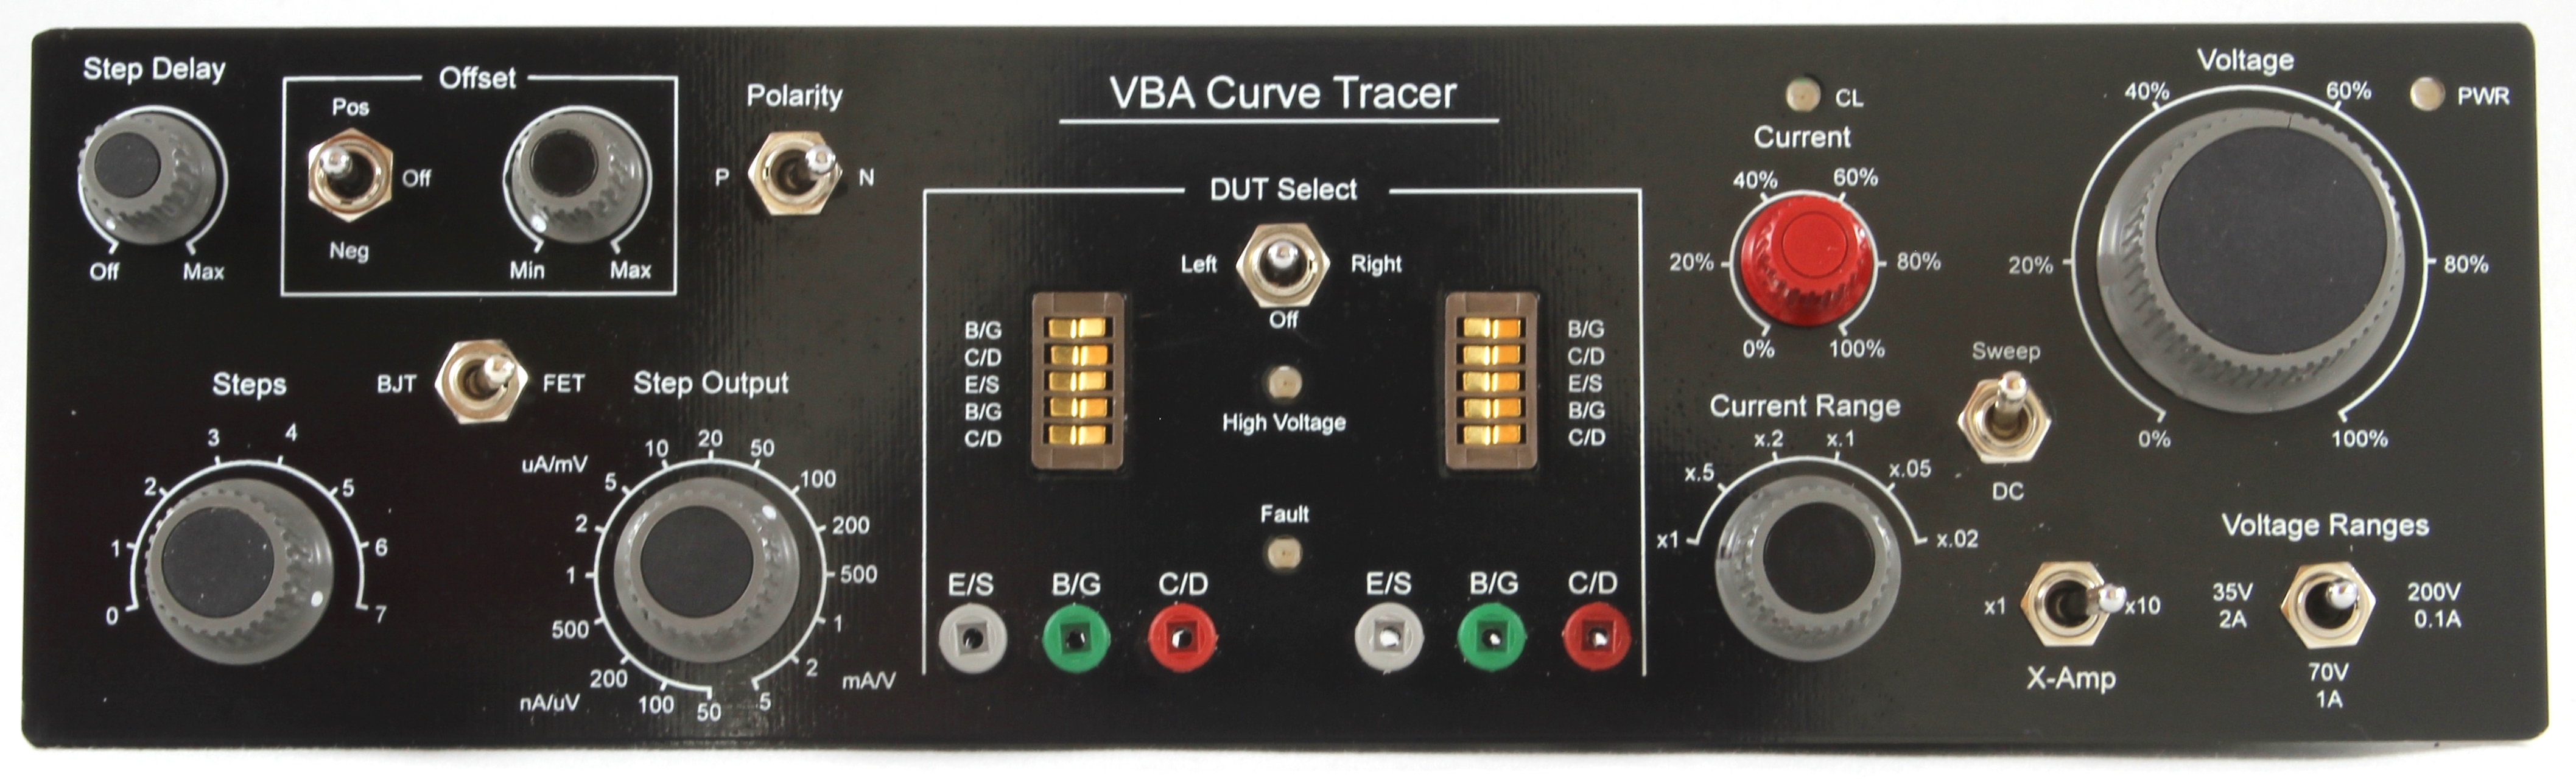 Step Delay
Off
Max
Offset
Pos
Off
Neg
Min
Max
Polarity
P
N
BJT
FET
Steps
0
1
2
3
4
5
6
7
Step Output
uA/mV
nA/uV
mA/V
50
100
200
500
1
2
5
10
20
50
100
200
500
1
2
5
VBA Curve Tracer
DUT Select
Left
Right
Off
High Voltage
Fault
B/G
C/D
E/S
B/G
C/D
B/G
C/D
E/S
B/G
C/D
E/S
B/G
C/D
E/S
B/G
C/D
CL
Current
0%
20%
40%
60%
80%
100%
Current Range
x1
x.5
x.2
x.1
x.05
x.02
Sweep
DC
Voltage
0%
20%
40%
60%
80%
100%
PWR
x1
x10
X-Amp
Voltage Ranges
35V
2A
200V
0.1A
70V
1A